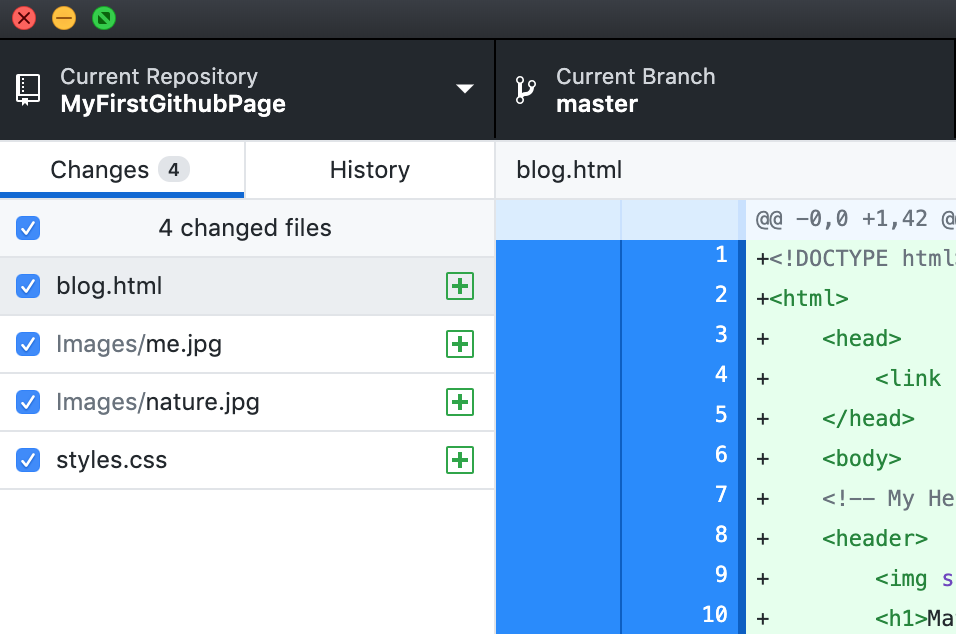 Current Repository
MyFirstGithubPage
Current Branch
master
Changes 4
History
4 changed files
blog.html
Images/me.jpg
Images/nature.jpg
styles.css
blog.html
@@ -0,0 +1,42 @
1 +<!DOCTYPE html
2 +<html>
3 + <head>
4 + <link
5 + </head>
6 + <body>
7 + <!-- My He
8 + <header>
9 + <img s
10 + <h1>Ma